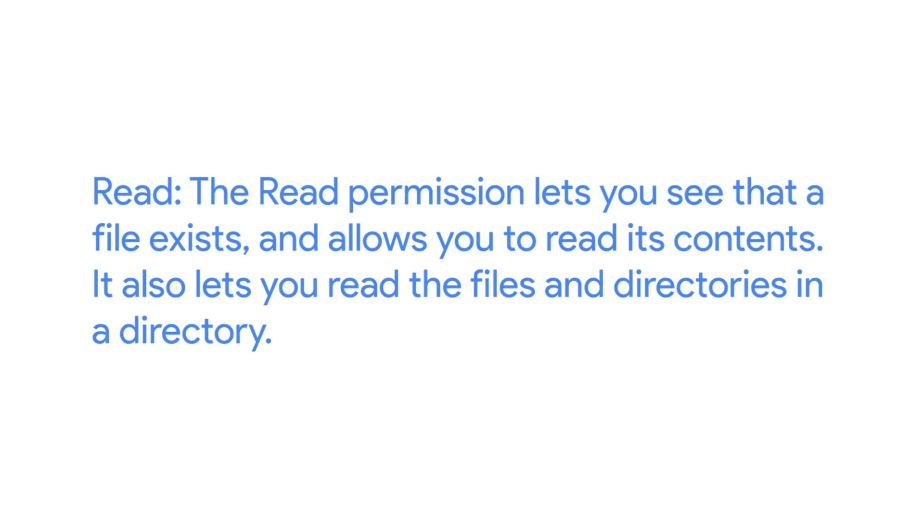 Read: The Read permission lets you see that a
file exists, and allows you to read its contents.
It also lets you read the files and directories in
a directory.